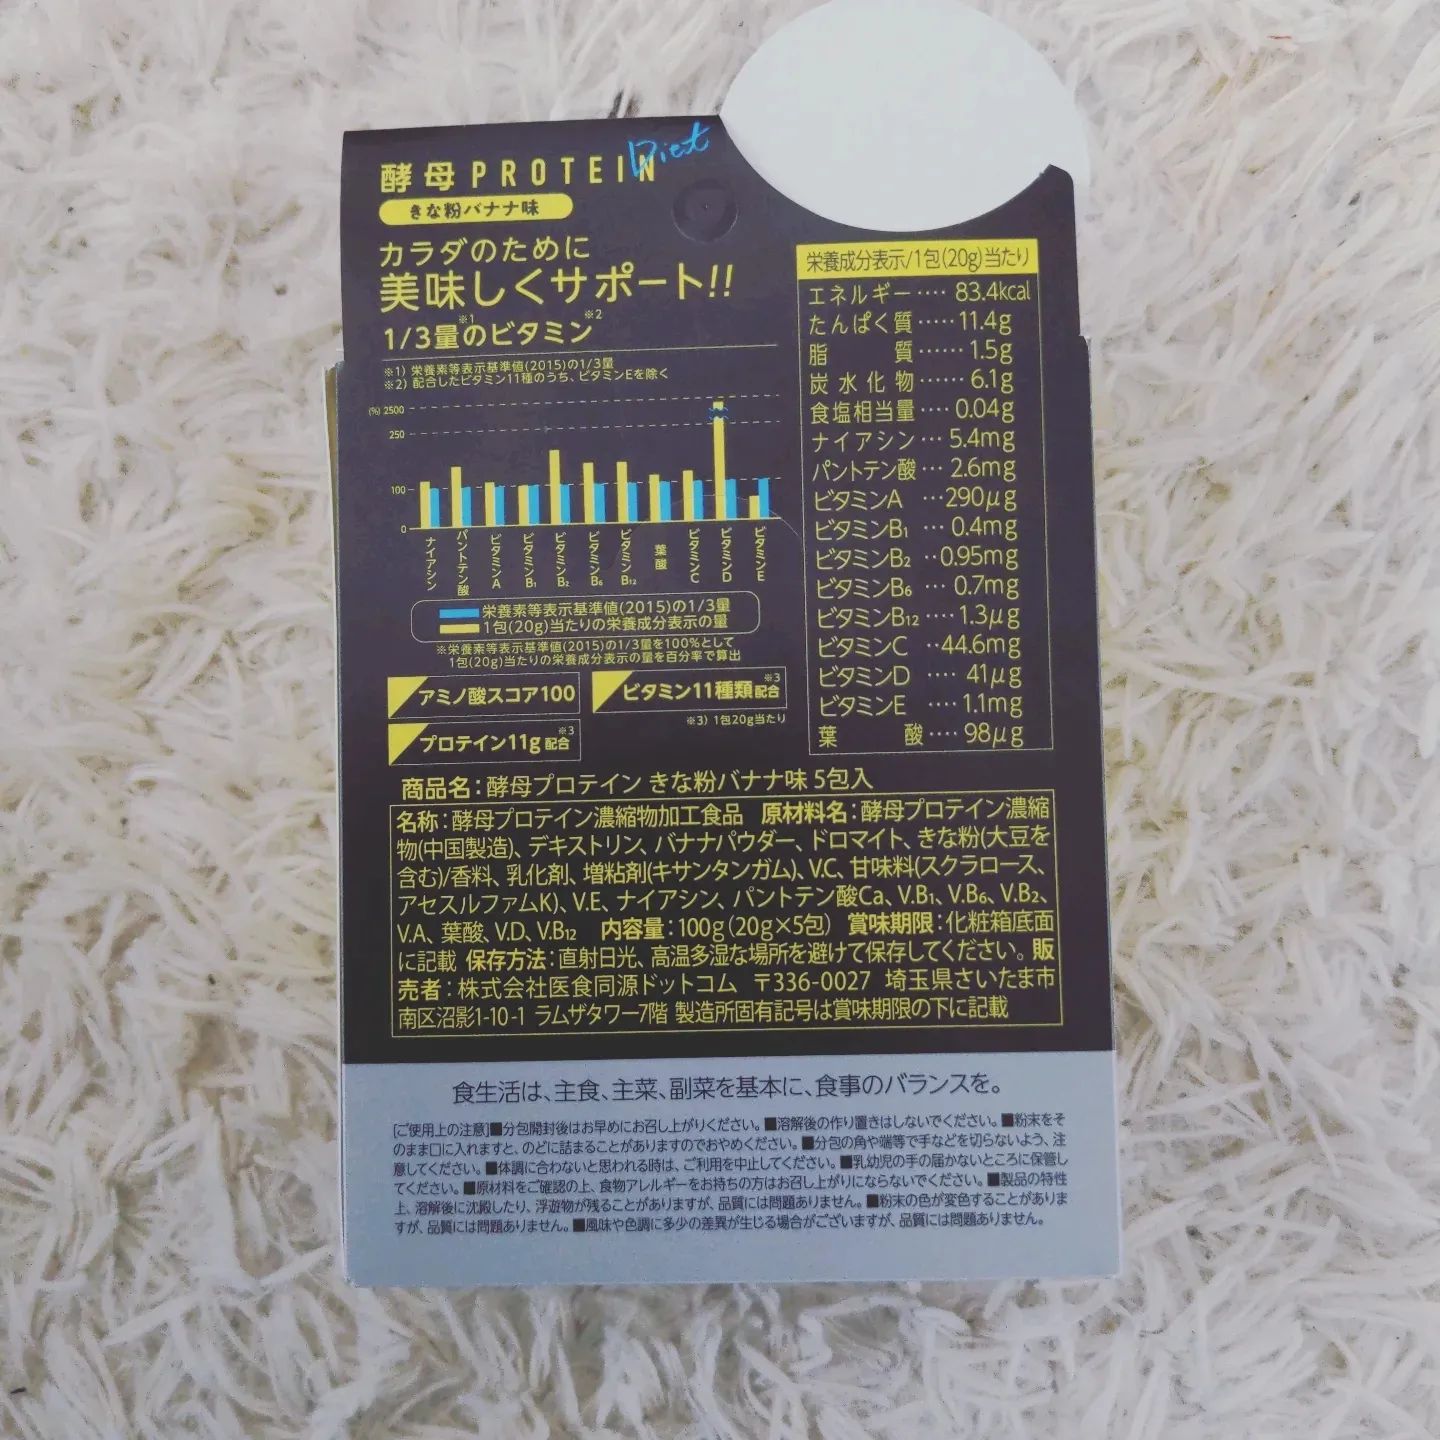 酵母PROTEIN Diet
きな粉バナナ味
カラダのために
美味しくサポート!!
1/3量※1のビタミン※2
※1) 栄養素等表示基準値(2015)の1/3量
※2) 配合したビタミン11種のうち、ビタミンEを除く
(%) 2500
250
100
0
ナイアシン
パントテン酸
ビタミンA
ビタミンB1
ビタミンB2
ビタミンB6
ビタミンB12
葉酸
ビタミンC
ビタミンD
ビタミンE
栄養素等表示基準値(2015)の1/3量
1包(20g)当たりの栄養成分表示の量
※栄養素等表示基準値(2015)の1/3量を100%として
1包(20g)当たりの栄養成分表示の量を百分率で算出
アミノ酸スコア100
ビタミン11種類配合※3
プロテイン11g配合※3
※3) 1包20g当たり
栄養成分表示/1包(20g)当たり
エネルギー‥‥ 83.4kcal
たんぱく質‥‥‥11.4g
脂質‥‥‥1.5g
炭水化物‥‥‥6.1g
食塩相当量‥‥0.04g
ナイアシン‥‥5.4mg
パントテン酸…2.6mg
ビタミンA …290μg
ビタミンB1 …0.4mg
ビタミンB2 ‥0.95mg
ビタミンB6 …0.7mg
ビタミンB12‥‥1.3μg
ビタミンC ‥44.6mg
ビタミンD ‥‥41μg
ビタミンE ‥‥1.1mg
葉酸‥‥98μg
商品名:酵母プロテイン きな粉バナナ味 5包入
名称:酵母プロテイン濃縮物加工食品 原材料名:酵母プロテイン濃縮
物(中国製造)、デキストリン、バナナパウダー、ドロマイト、きな粉(大豆を
含む)/香料、乳化剤、増粘剤(キサンタンガム)、V.C、甘味料(スクラロース、
アセスルファムK)、V.E、ナイアシン、パントテン酸Ca、V.B1、V.B6、V.B2、
V.A、葉酸、V.D、V.B12 内容量:100g(20g×5包) 賞味期限:化粧箱底面
に記載 保存方法:直射日光、高温多湿な場所を避けて保存してください。 販
売者:株式会社医食同源ドットコム 〒336-0027 埼玉県さいたま市
南区沼影1-10-1 ラムザタワー7階 製造所固有記号は賞味期限の下に記載
食生活は、主食、主菜、副菜を基本に、食事のバランスを。
[ご使用上の注意]■分包開封後はお早めにお召し上がりください。■溶解後の作り置きはしないでください。■粉末をそ
のまま口に入れますと、のどに詰まることがありますのでおやめください。■分包の角や端等で手などを切らないよう、注
意してください。■体調に合わないと思われる時は、ご利用を中止してください。■乳幼児の手の届かないところに保管し
てください。■原材料をご確認の上、食物アレルギーをお持ちの方はお召し上がりにならないでください。■製品の特性
上、溶解後に沈殿したり、浮遊物が残ることがありますが、品質には問題ありません。■粉末の色が変色することがありま
すが、品質には問題ありません。■風味や色調に多少の差異が生じる場合がございますが、品質には問題ありません。